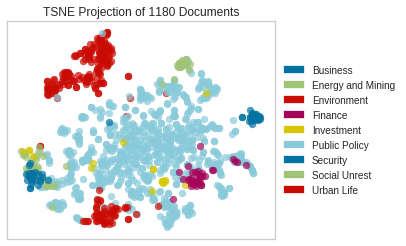 TSNE Projection of 1180 Documents
Business
Energy and Mining
Environment
Finance
Investment
Public Policy
Security
Social Unrest
Urban Life